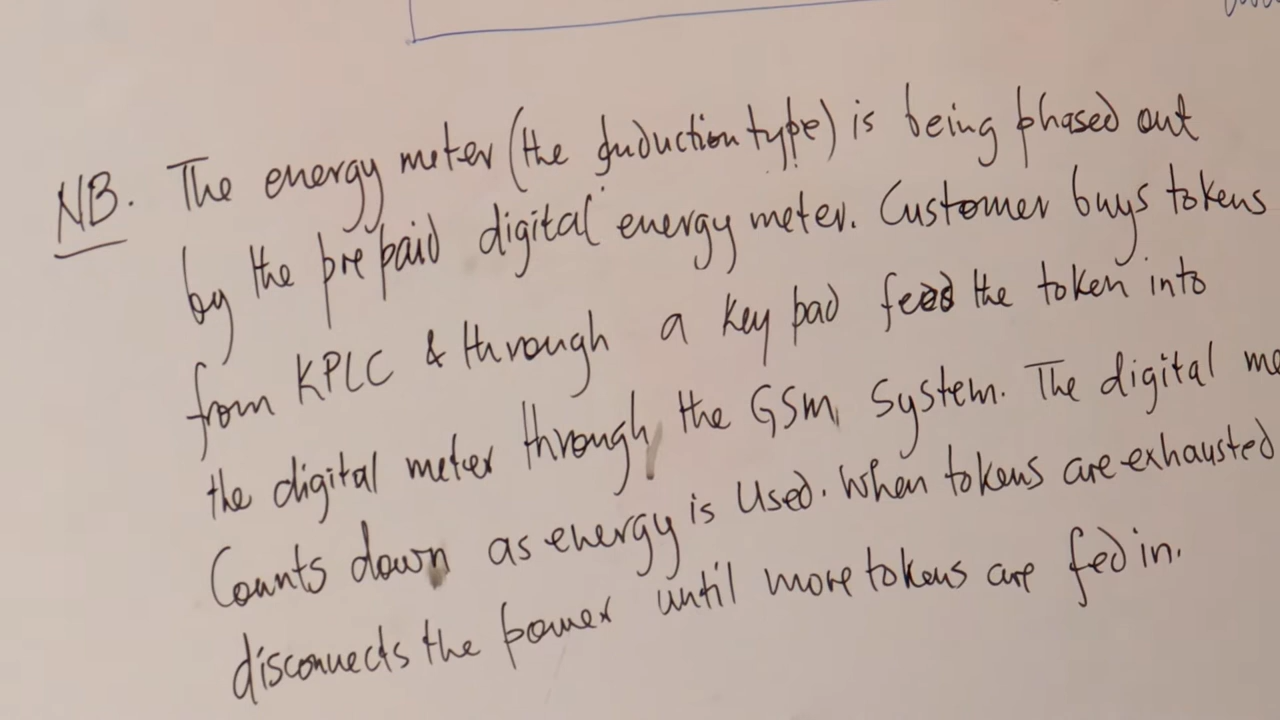 NB. The energy meter (the induction type) is being phased out
by the prepaid digital energy meter. Customer buys tokens
from KPLC & through a key pad feed the token into
the digital meter through the GSM system. The digital me
Counts down as energy is used. When tokens are exhausted
disconnects the power until more tokens are fed in.